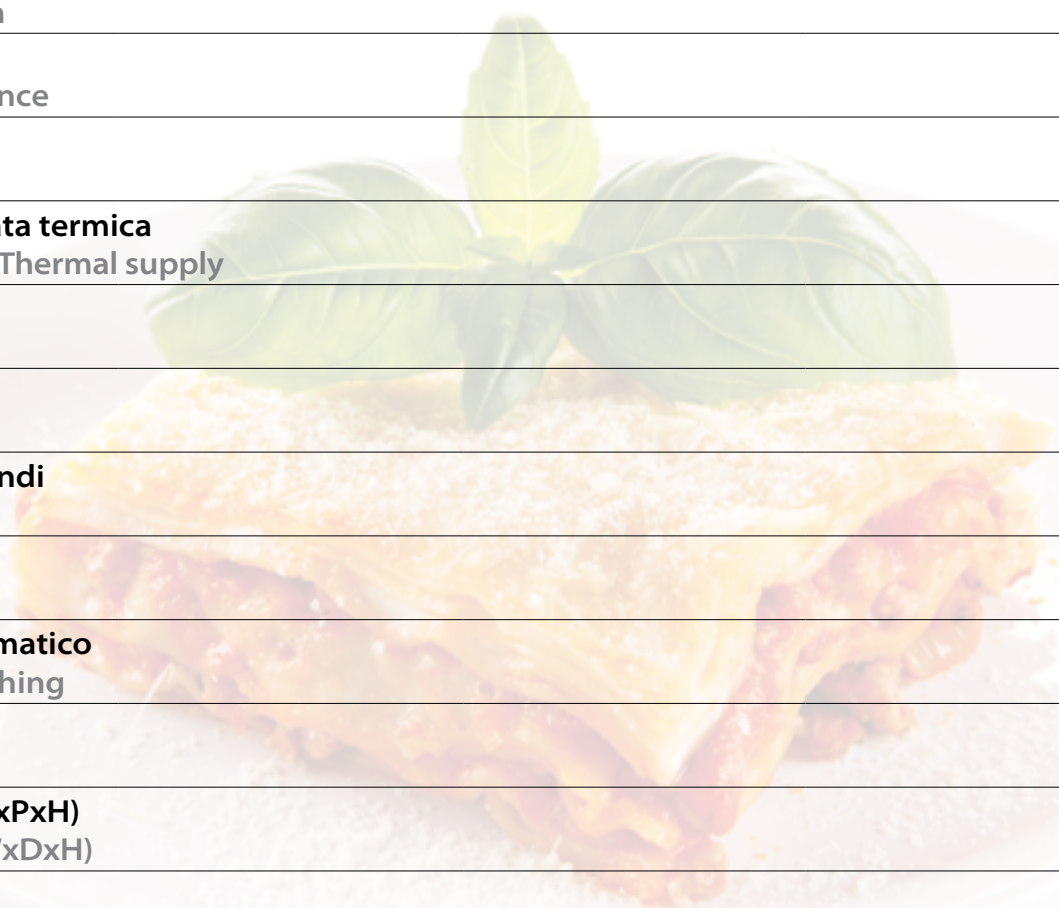 nce
ta termica
Thermal supply
ndi
matico
hing
xPxH)
xDxH)